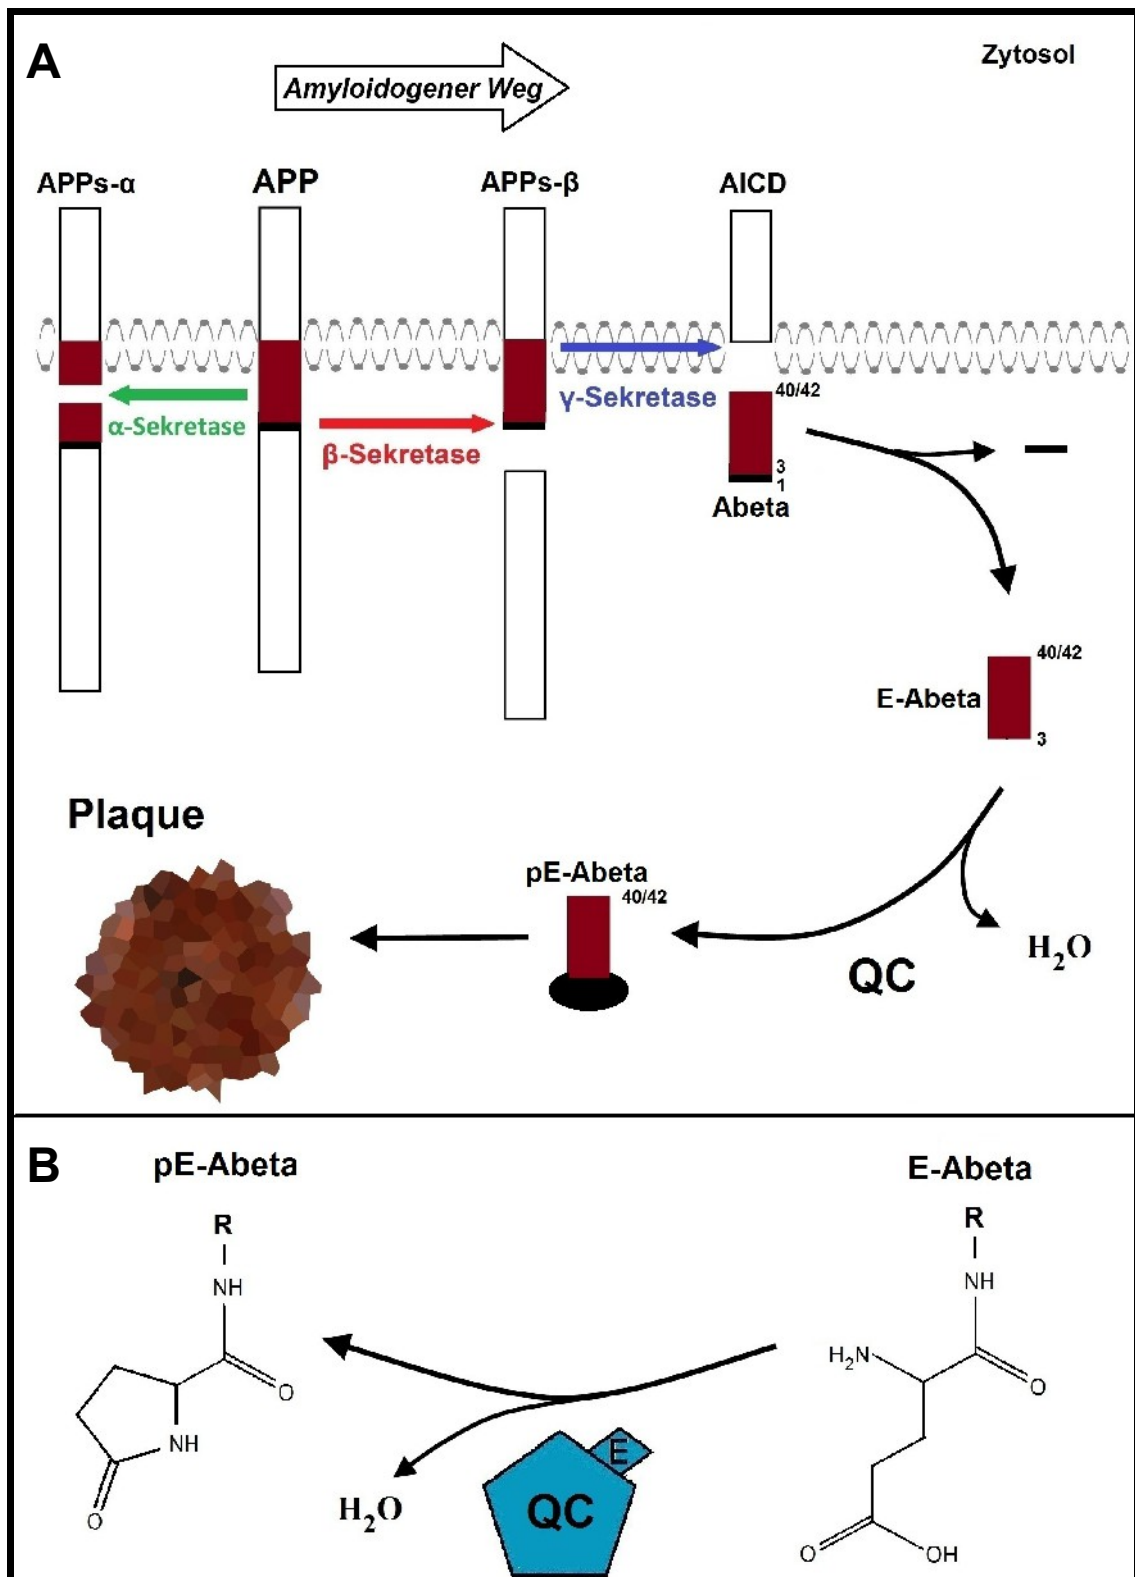 A
Zytosol
Amyloidogener Weg
APPs-α
APP
APPs-β
AICD
α-Sekretase
β-Sekretase
γ-Sekretase
40/42
3
1
Abeta
40/42
E-Abeta
3
Plaque
pE-Abeta
40/42
QC
H2O
B
pE-Abeta
E-Abeta
R
NH
O
NH
O
H2O
E
QC
R
NH
H2N
O
O
OH